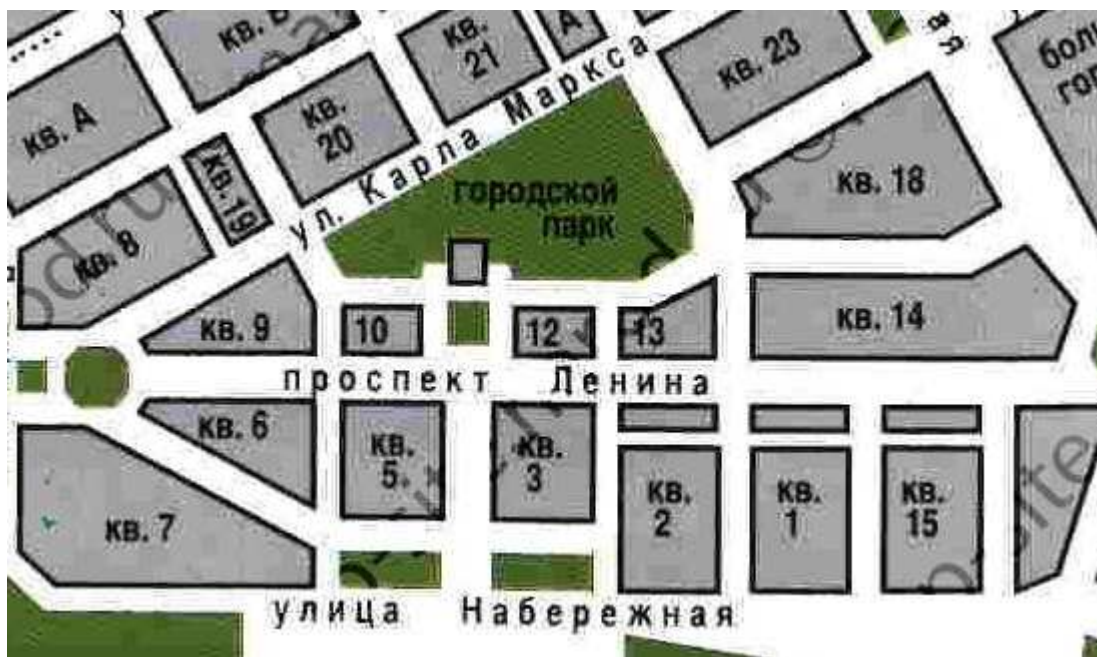 кв. В
кв.
21
А
вая
кв. 23
кв. А
кв.
20
ул. Карла Маркса
кв. 19
кв. 18
городской
парк
кв. 8
кв. 9
10
12
13
кв. 14
проспект Ленина
кв. 6
кв.
5
кв.
3
кв.
2
кв.
1
кв.
15
кв. 7
улица Набережная